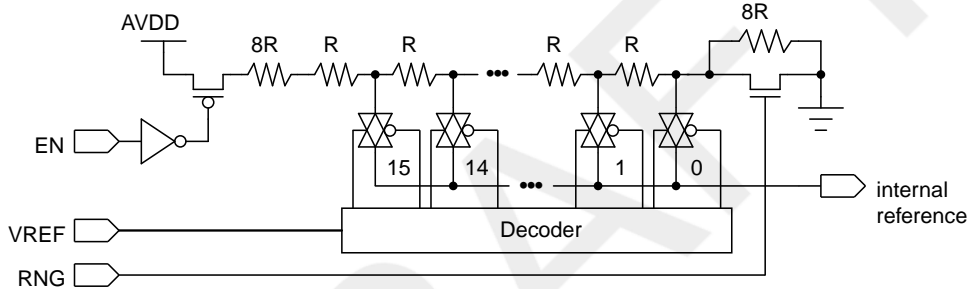 AVDD
8R
R
R
R
R
8R
EN
15
14
1
0
internal
reference
VREF
Decoder
RNG